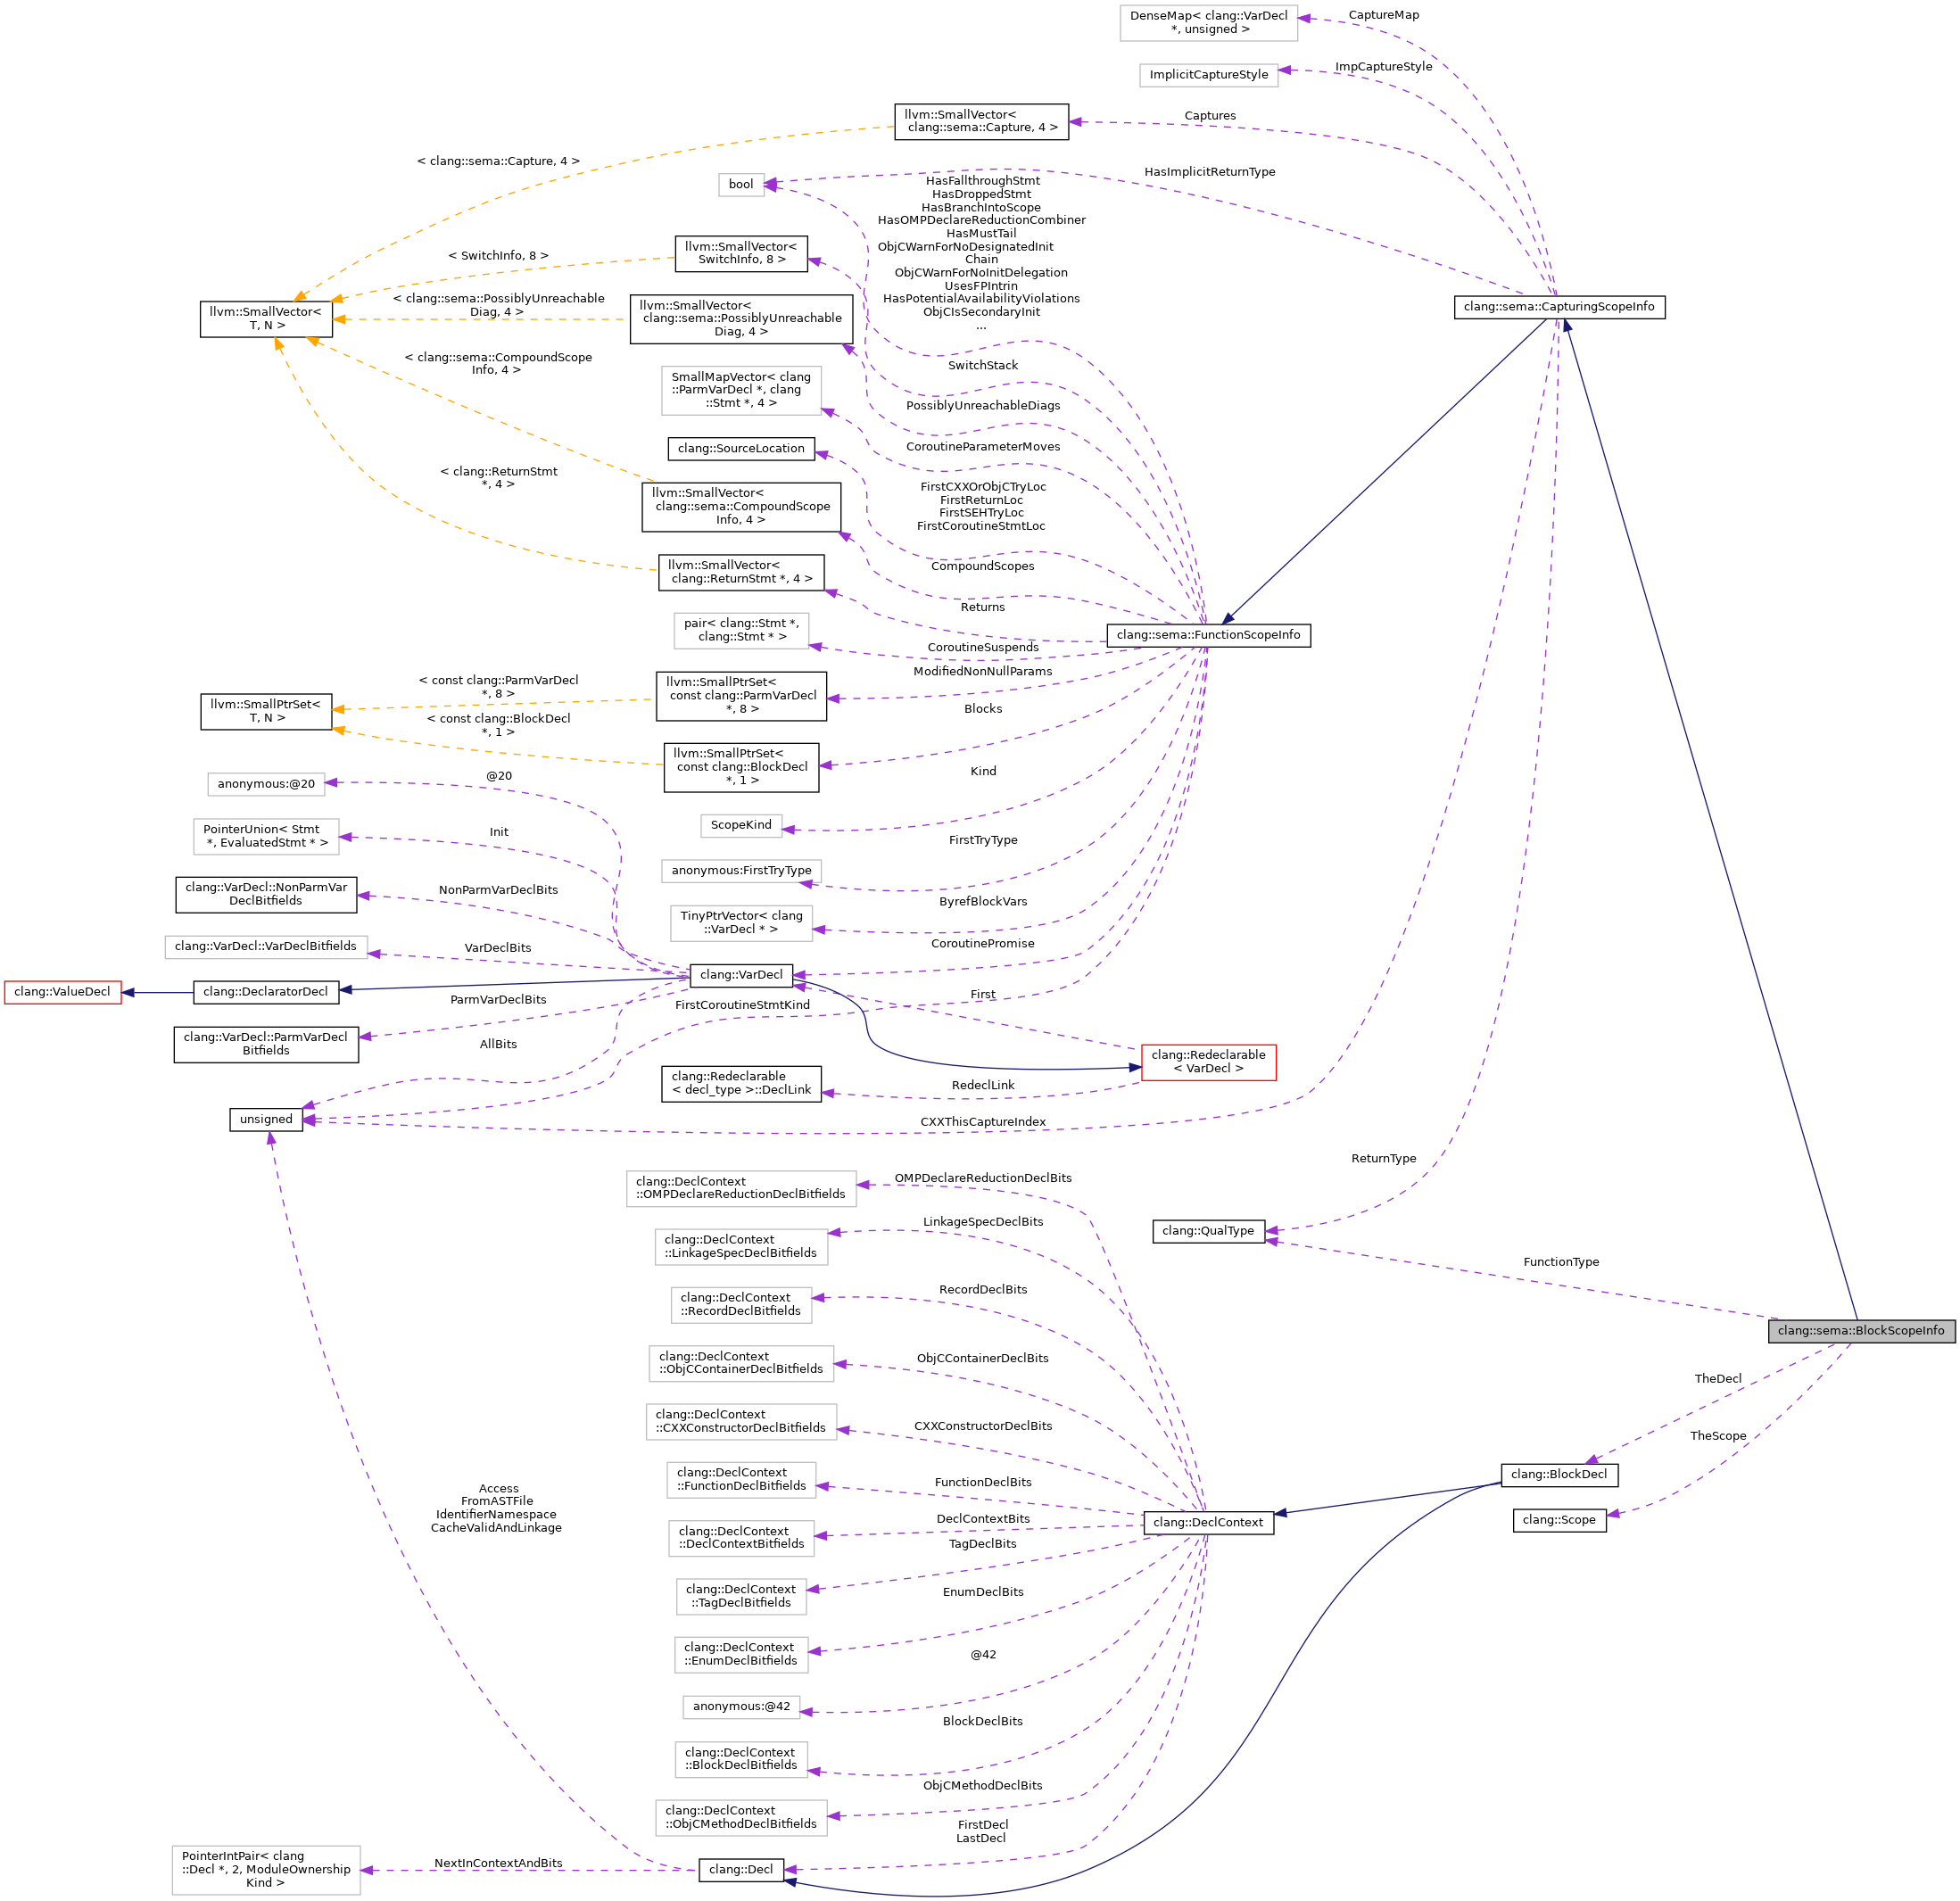 DenseMap< clang::VarDecl
*, unsigned >
CaptureMap
ImplicitCaptureStyle
ImpCaptureStyle
llvm::SmallVector<
clang::sema::Capture, 4 >
Captures
< clang::sema::Capture, 4 >
bool
HasImplicitReturnType
HasFallthroughStmt
HasDroppedStmt
HasBranchIntoScope
HasOMPDeclareReductionCombiner
HasMustTail
ObjCWarnForNoDesignatedInit
Chain
ObjCWarnForNoInitDelegation
UsesFPIntrin
HasPotentialAvailabilityViolations
ObjCIsSecondaryInit
...
llvm::SmallVector<
SwitchInfo, 8 >
< SwitchInfo, 8 >
llvm::SmallVector<
T, N >
< clang::sema::PossiblyUnreachable
Diag, 4 >
llvm::SmallVector<
clang::sema::PossiblyUnreachable
Diag, 4 >
clang::sema::CapturingScopeInfo
< clang::sema::CompoundScope
Info, 4 >
SwitchStack
SmallMapVector< clang
::ParmVarDecl *, clang
::Stmt *, 4 >
PossiblyUnreachableDiags
clang::SourceLocation
CoroutineParameterMoves
< clang::ReturnStmt
*, 4 >
llvm::SmallVector<
clang::sema::CompoundScope
Info, 4 >
FirstCXXOrObjCTryLoc
FirstReturnLoc
FirstSEHTryLoc
FirstCoroutineStmtLoc
llvm::SmallVector<
clang::ReturnStmt *, 4 >
CompoundScopes
Returns
pair< clang::Stmt *,
clang::Stmt * >
clang::sema::FunctionScopeInfo
CoroutineSuspends
ModifiedNonNullParams
< const clang::ParmVarDecl
*, 8 >
llvm::SmallPtrSet<
const clang::ParmVarDecl
*, 8 >
llvm::SmallPtrSet<
T, N >
< const clang::BlockDecl
*, 1 >
Blocks
llvm::SmallPtrSet<
const clang::BlockDecl
*, 1 >
anonymous:@20
@20
Kind
ScopeKind
PointerUnion< Stmt
*, EvaluatedStmt * >
Init
FirstTryType
anonymous:FirstTryType
clang::VarDecl::NonParmVar
DeclBitfields
NonParmVarDeclBits
ByrefBlockVars
TinyPtrVector< clang
::VarDecl * >
clang::VarDecl::VarDeclBitfields
VarDeclBits
CoroutinePromise
clang::VarDecl
clang::ValueDecl
clang::DeclaratorDecl
ParmVarDeclBits
FirstCoroutineStmtKind
First
clang::VarDecl::ParmVarDecl
Bitfields
AllBits
clang::Redeclarable
< VarDecl >
clang::Redeclarable
< decl_type >::DeclLink
RedeclLink
unsigned
CXXThisCaptureIndex
ReturnType
clang::DeclContext
::OMPDeclareReductionDeclBitfields
OMPDeclareReductionDeclBits
clang::DeclContext
::LinkageSpecDeclBitfields
LinkageSpecDeclBits
clang::QualType
FunctionType
clang::DeclContext
::RecordDeclBitfields
RecordDeclBits
clang::sema::BlockScopeInfo
clang::DeclContext
::ObjCContainerDeclBitfields
ObjCContainerDeclBits
TheDecl
clang::DeclContext
::CXXConstructorDeclBitfields
CXXConstructorDeclBits
TheScope
clang::DeclContext
::FunctionDeclBitfields
FunctionDeclBits
clang::BlockDecl
Access
FromASTFile
IdentifierNamespace
CacheValidAndLinkage
clang::DeclContext
::DeclContextBitfields
DeclContextBits
clang::DeclContext
clang::Scope
TagDeclBits
clang::DeclContext
::TagDeclBitfields
EnumDeclBits
clang::DeclContext
::EnumDeclBitfields
@42
anonymous:@42
BlockDeclBits
clang::DeclContext
::BlockDeclBitfields
ObjCMethodDeclBits
clang::DeclContext
::ObjCMethodDeclBitfields
FirstDecl
LastDecl
PointerIntPair< clang
::Decl *, 2, ModuleOwnership
Kind >
NextInContextAndBits
clang::Decl